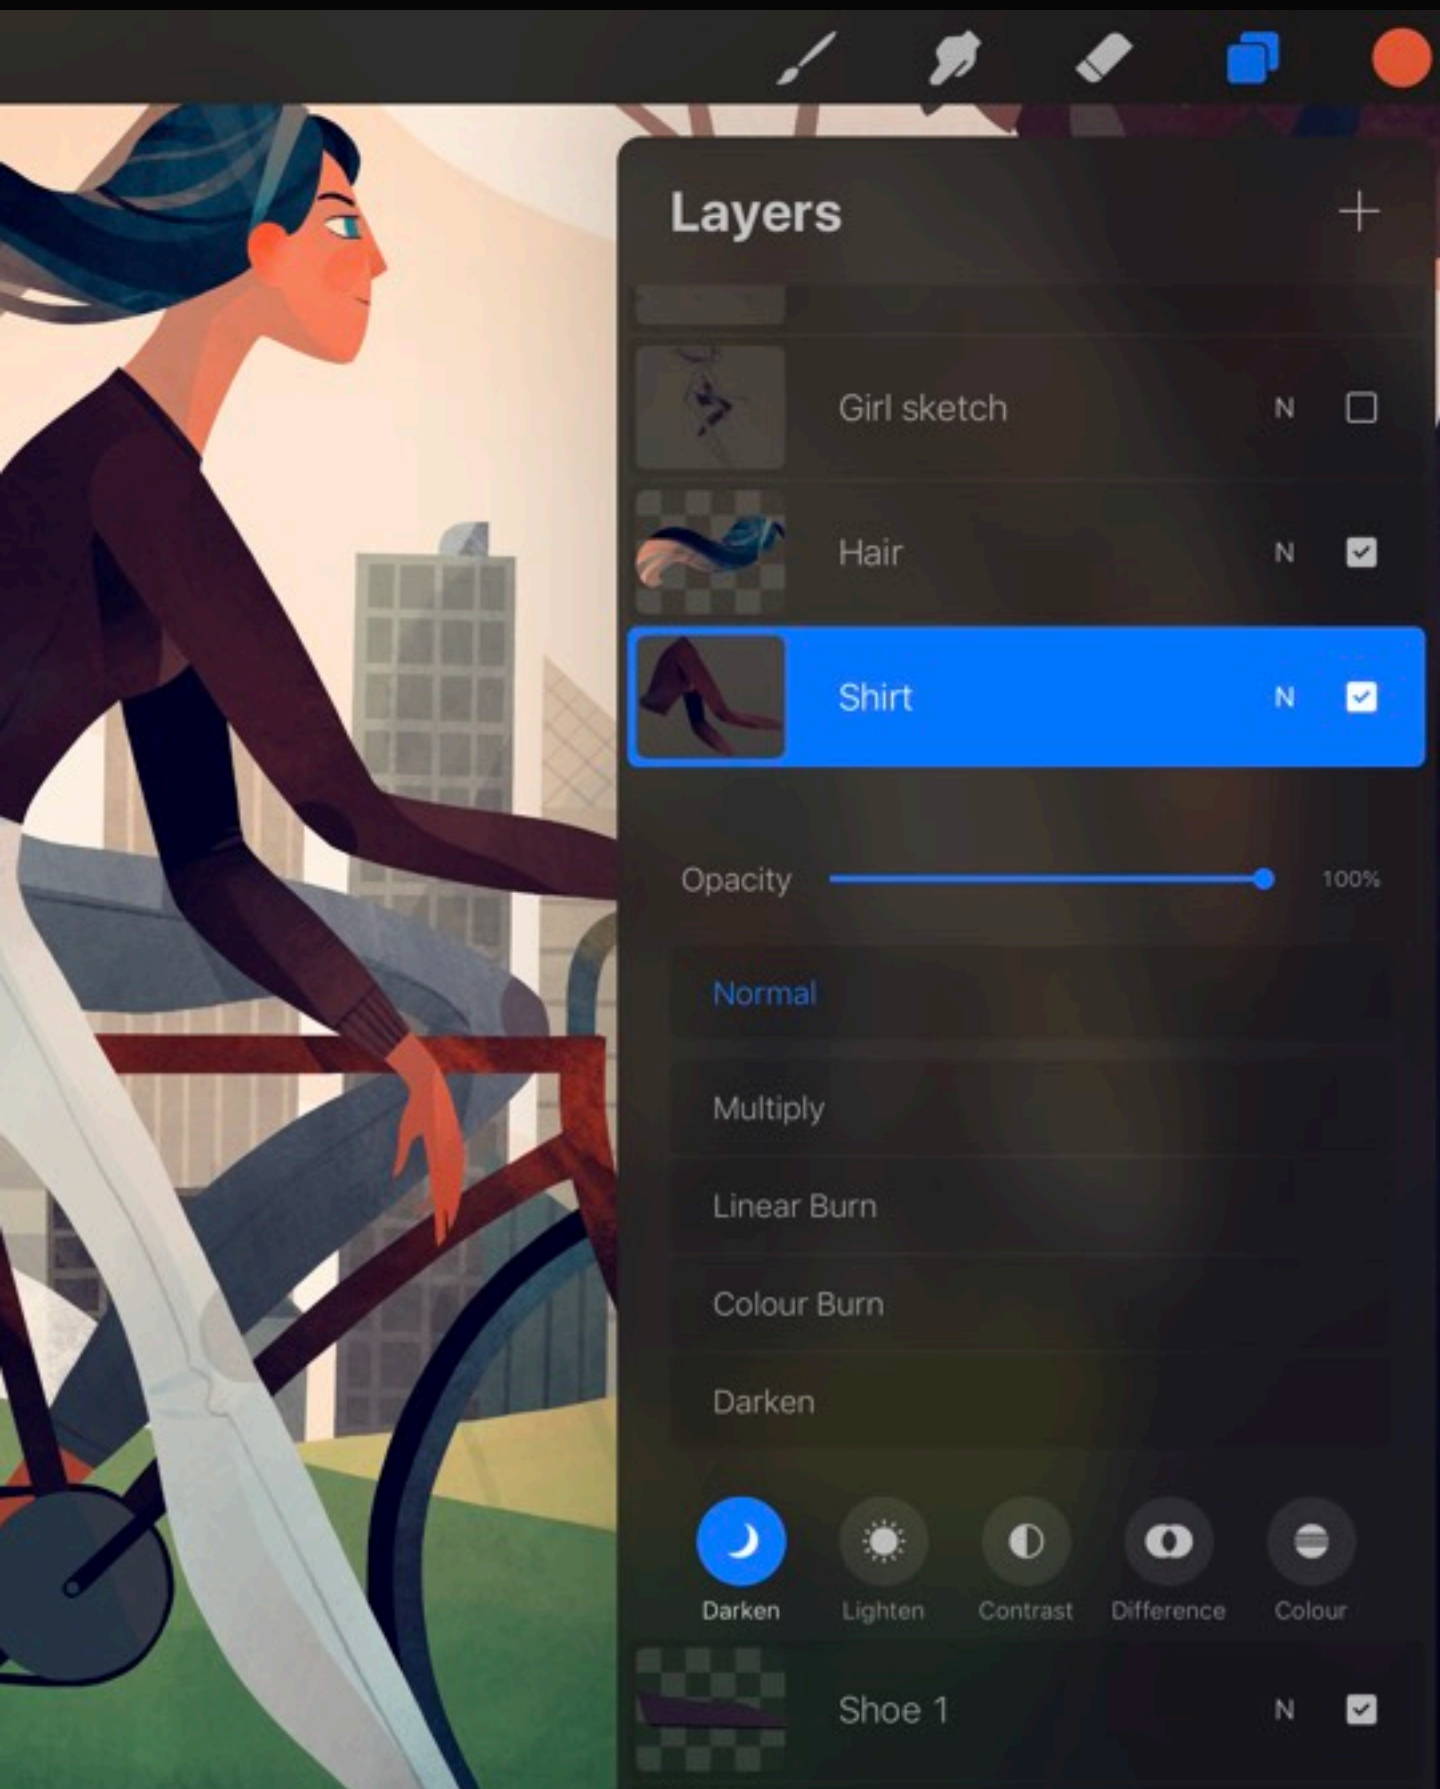 Layers
Girl sketch N
Hair N
Shirt N
Opacity 100%
Normal
Multiply
Linear Burn
Colour Burn
Darken
Darken Lighten Contrast Difference Colour
Shoe 1 N